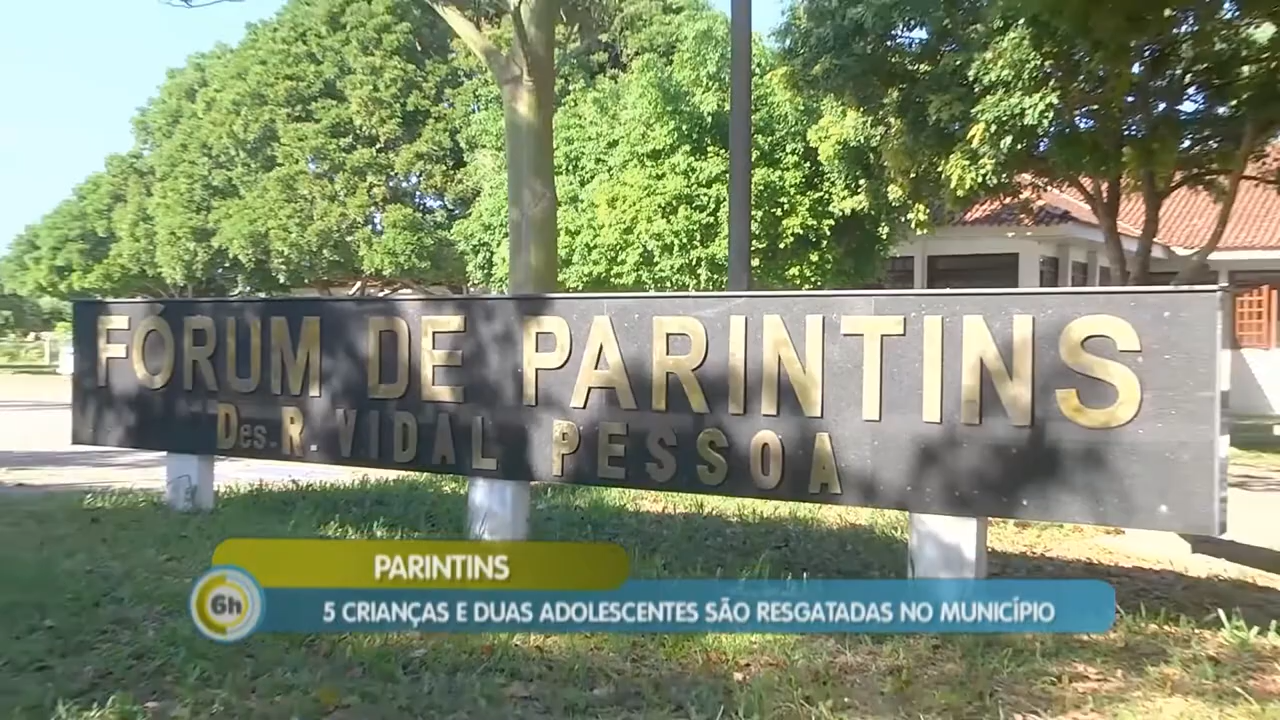 FÓRUM DE PARINTINS
Des. R. VIDAL PESSOA
PARINTINS
6h
5 CRIANÇAS E DUAS ADOLESCENTES SÃO RESGATADAS NO MUNICÍPIO